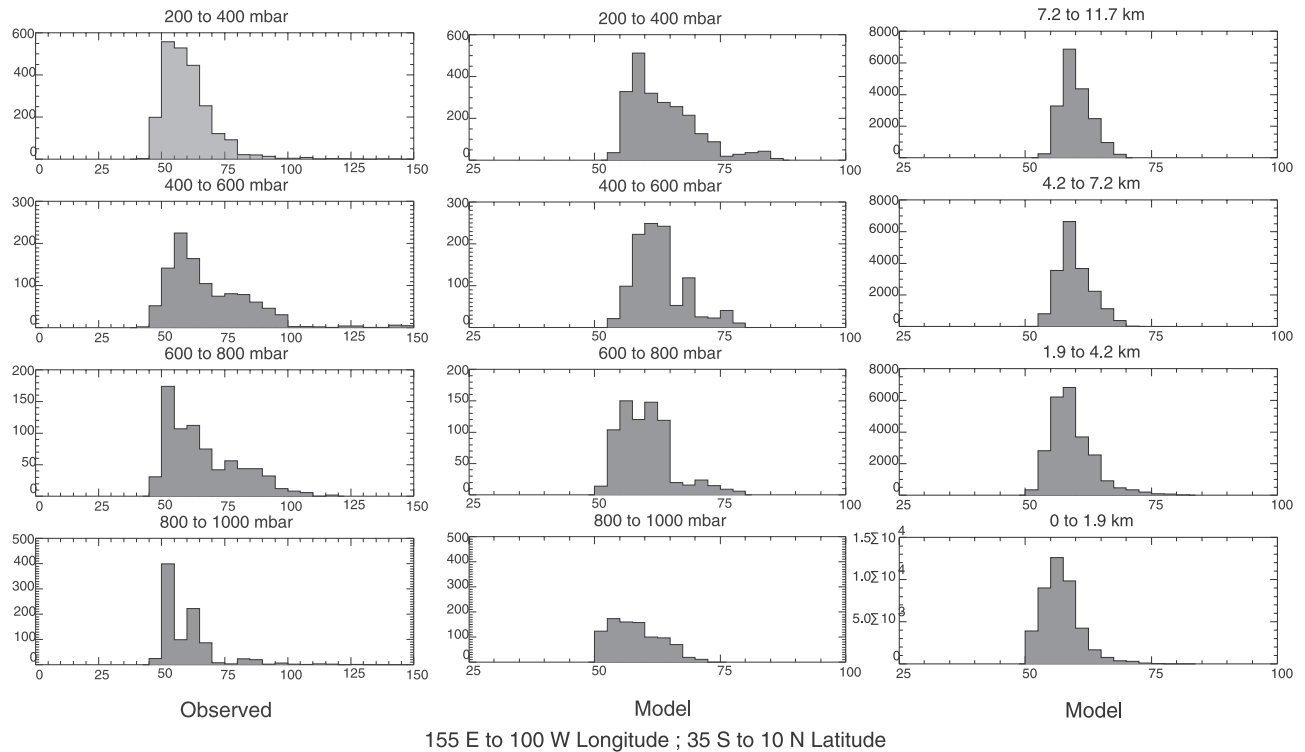 200 to 400 mbar 200 to 400 mbar 7.2 to 11.7 km
600 400 200 0
0 25 50 75 100 125 150
600 400 200 0
25 50 75 100
8000 6000 4000 2000 0
25 50 75 100
400 to 600 mbar 400 to 600 mbar 4.2 to 7.2 km
300 200 100 0
0 25 50 75 100 125 150
300 200 100 0
25 50 75 100
8000 6000 4000 2000 0
25 50 75 100
600 to 800 mbar 600 to 800 mbar 1.9 to 4.2 km
200 150 100 50 0
0 25 50 75 100 125 150
200 150 100 50 0
25 50 75 100
8000 6000 4000 2000 0
25 50 75 100
800 to 1000 mbar 800 to 1000 mbar 0 to 1.9 km
500 400 300 200 100 0
0 25 50 75 100 125 150
500 400 300 200 100 0
25 50 75 100
1.5Σ10 4
1.0Σ10 4
5.0Σ10 3
0
25 50 75 100
Observed Model Model
155 E to 100 W Longitude ; 35 S to 10 N Latitude